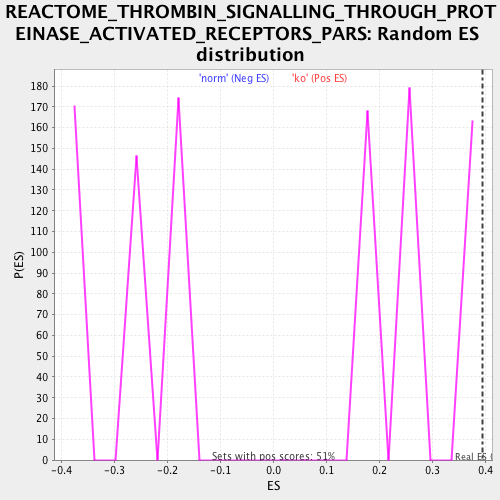 REACTOME_THROMBIN_SIGNALLING_THROUGH_PROT
EINASE_ACTIVATED_RECEPTORS_PARS: Random ES
distribution
'norm' (Neg ES) 'ko' (Pos ES)
180
170
160
150
140
130
120
110
100
90
80
70
60
50
40
30
20
10
0
P(ES)
Sets with pos scores: 51%
Real ES
-0.4 -0.3 -0.2 -0.1 0.0 0.1 0.2 0.3 0.4
ES